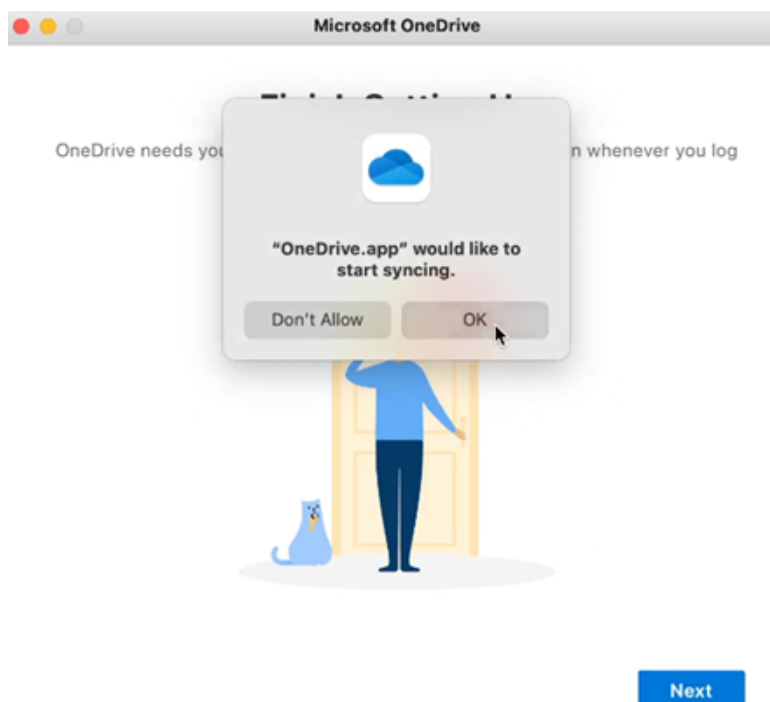 Microsoft OneDrive
OneDrive needs you
n whenever you log
"OneDrive.app" would like to
start syncing.
Don't Allow
OK
Next